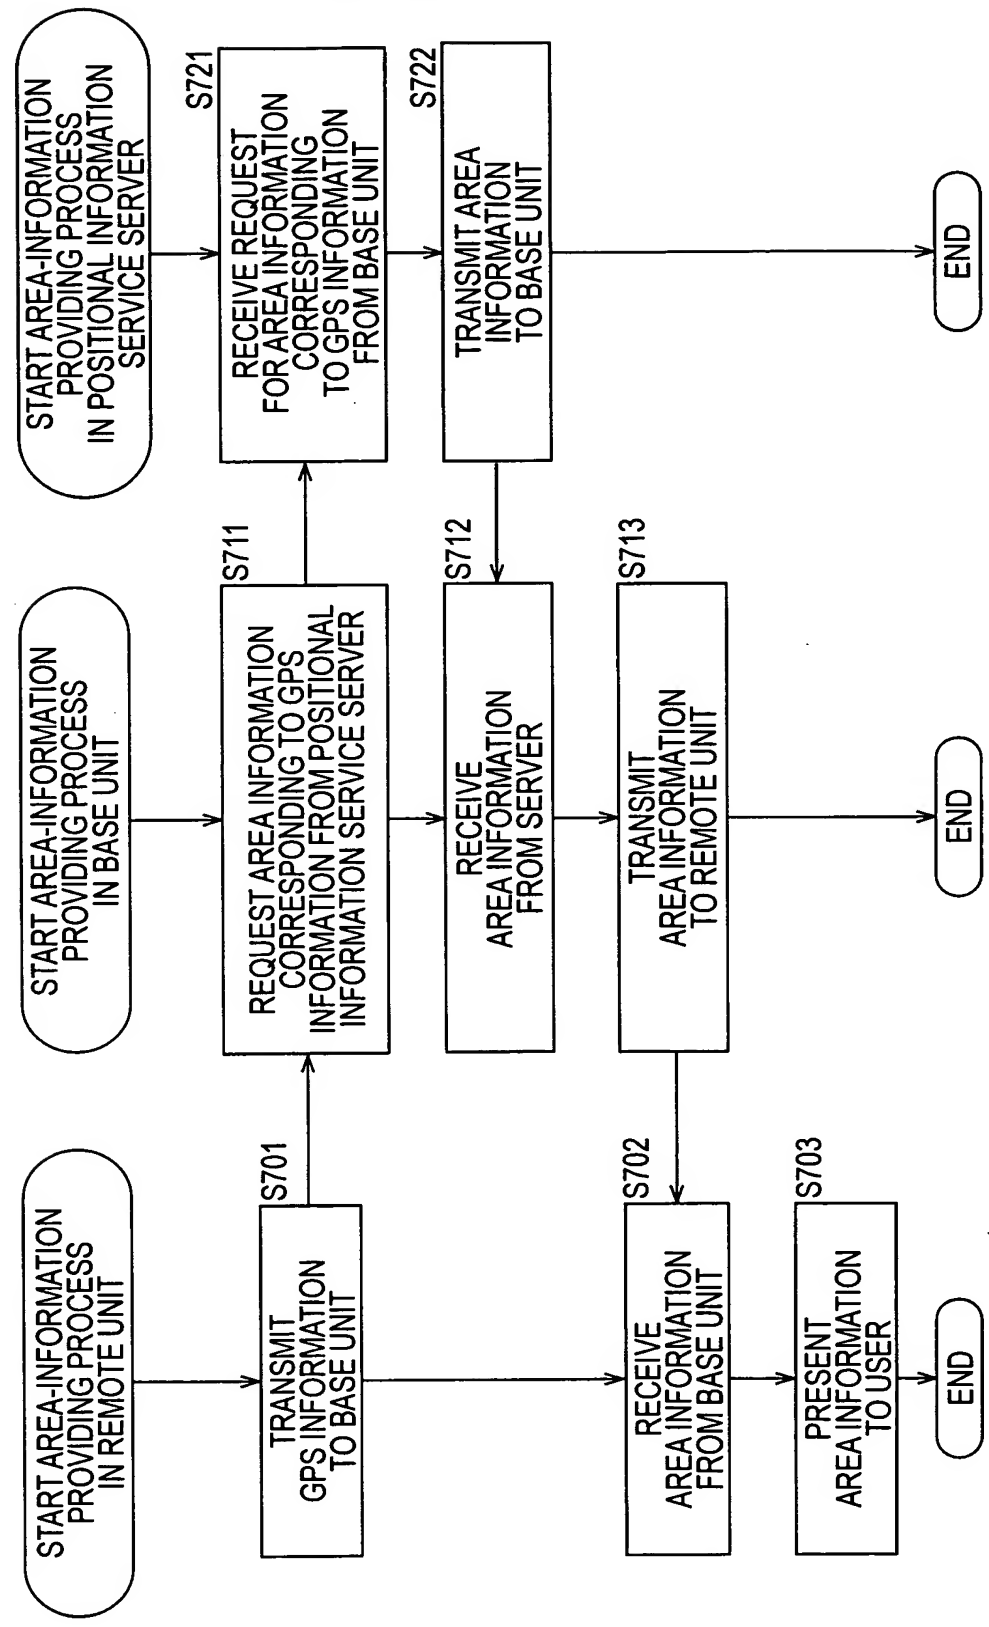 START AREA-INFORMATION
PROVIDING PROCESS
IN REMOTE UNIT
S701
TRANSMIT
GPS INFORMATION
TO BASE UNIT
S702
RECEIVE
AREA INFORMATION
FROM BASE UNIT
S703
PRESENT
AREA INFORMATION
TO USER
END
START AREA-INFORMATION
PROVIDING PROCESS
IN BASE UNIT
S711
REQUEST AREA INFORMATION
CORRESPONDING TO GPS
INFORMATION FROM POSITIONAL
INFORMATION SERVICE SERVER
S712
RECEIVE
AREA INFORMATION
FROM SERVER
S713
TRANSMIT
AREA INFORMATION
TO REMOTE UNIT
END
START AREA-INFORMATION
PROVIDING PROCESS
IN POSITIONAL INFORMATION
SERVICE SERVER
S721
RECEIVE REQUEST
FOR AREA INFORMATION
CORRESPONDING
TO GPS INFORMATION
FROM BASE UNIT
S722
TRANSMIT AREA
INFORMATION
TO BASE UNIT
END